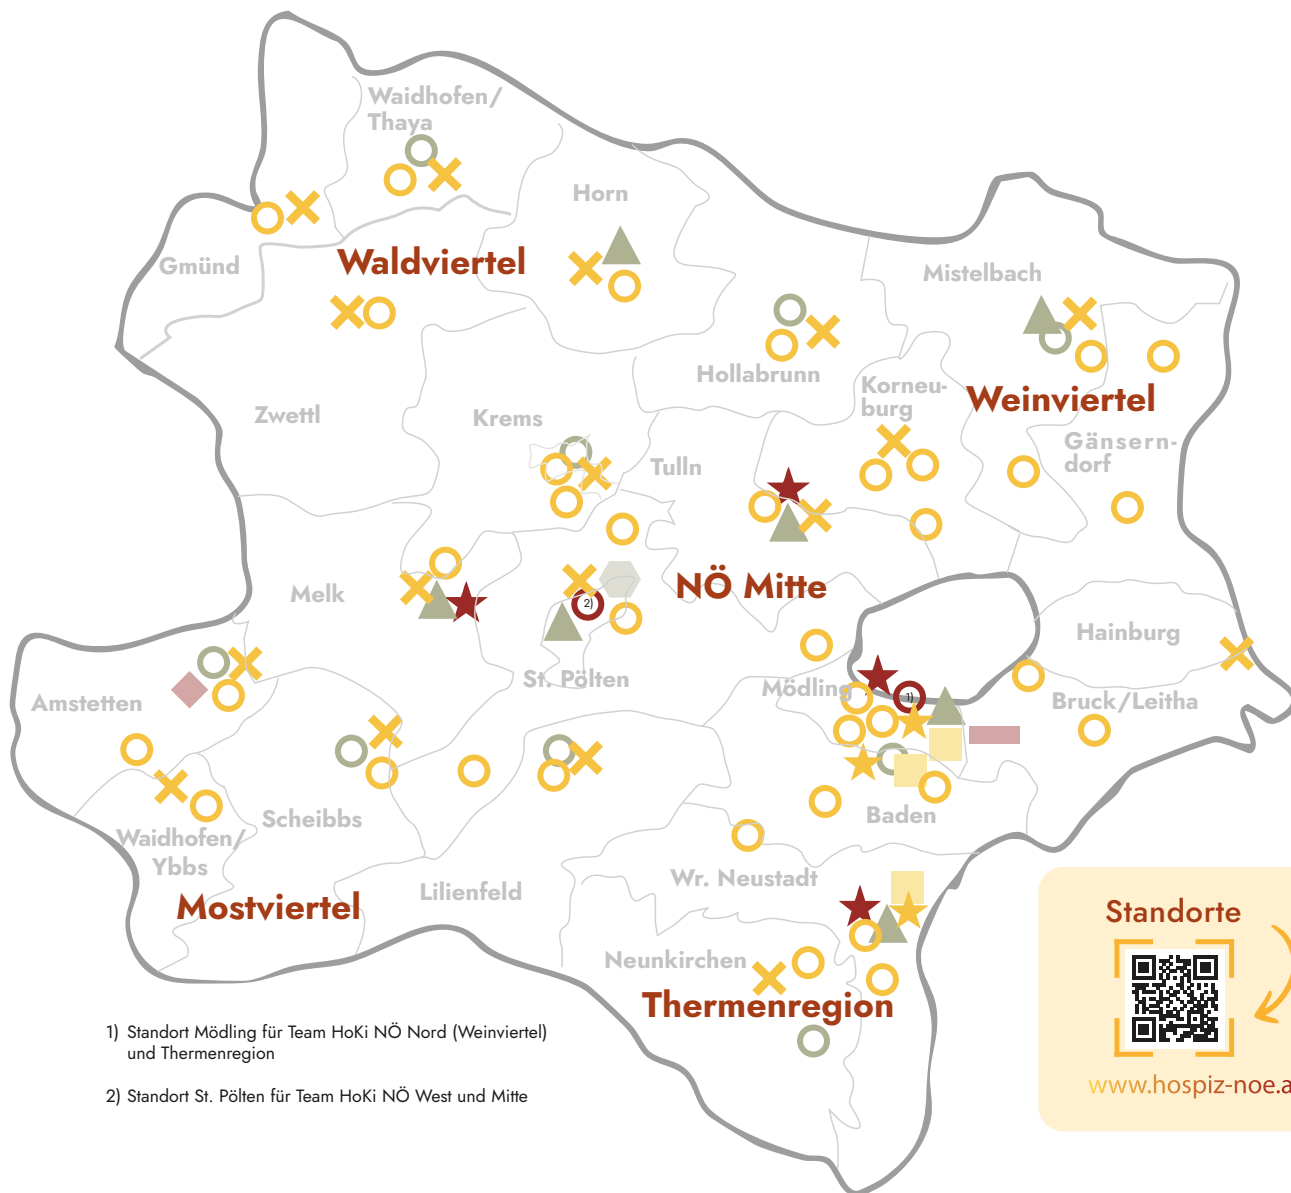 Waidhofen/
Thaya
Horn
Gmünd
Waldviertel
Mistelbach
Hollabrunn
Korneu-
burg
Weinviertel
Zwettl
Krems
Tulln
Gänsern-
dorf
Melk
NÖ Mitte
2)
Hainburg
Amstetten
St. Pölten
Mödling
1)
Bruck/Leitha
Scheibbs
Baden
Waidhofen/
Ybbs
Mostviertel
Lilienfeld
Wr. Neustadt
Neunkirchen
Thermenregion
Standorte
www.hospiz-noe.a
1) Standort Mödling für Team HoKi NÖ Nord (Weinviertel)
und Thermenregion
2) Standort St. Pölten für Team HoKi NÖ West und Mitte